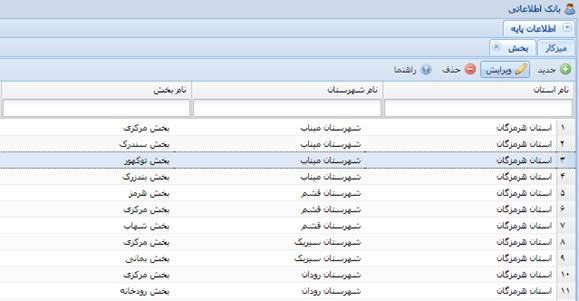 بانک اطلاعاتی
اطلاعات پایه
میزکار بخش
جدید ویرایش حذف راهنما
نام استان نام شهرستان نام بخش
۱ استان هرمزگان شهرستان میناب بخش مرکزی
۲ استان هرمزگان شهرستان میناب بخش سندرک
۳ استان هرمزگان شهرستان میناب بخش توکهور
۴ استان هرمزگان شهرستان میناب بخش بندزرک
۵ استان هرمزگان شهرستان قشم بخش هرمز
۶ استان هرمزگان شهرستان قشم بخش مرکزی
۷ استان هرمزگان شهرستان قشم بخش شهاب
۸ استان هرمزگان شهرستان سیریک بخش مرکزی
۹ استان هرمزگان شهرستان سیریک بخش بمانی
۱۰ استان هرمزگان شهرستان رودان بخش مرکزی
۱۱ استان هرمزگان شهرستان رودان بخش رودخانه